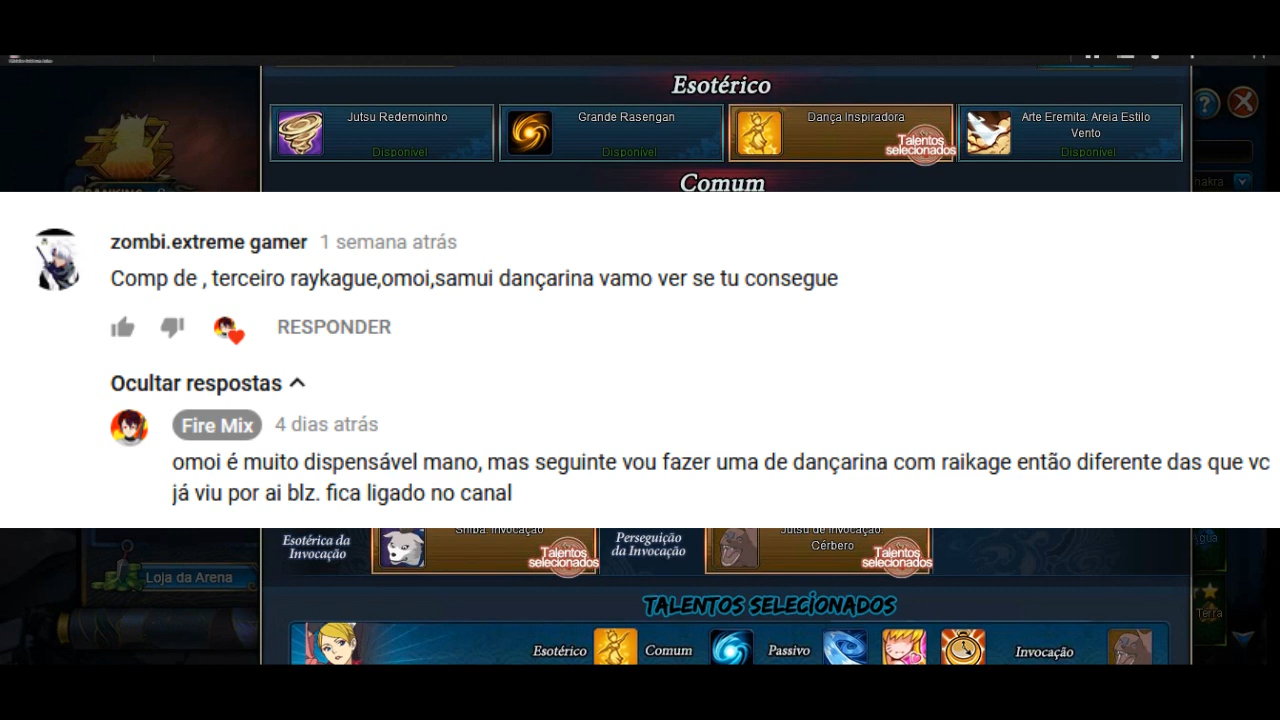 Esotérico
Jutsu Redemoinho
Disponível
Grande Rasengan
Disponível
Dança Inspiradora
Talentos selecionados
Arte Eremita: Areia Estilo Vento
Disponível
Comum
zombi.extreme gamer 1 semana atrás
Comp de , terceiro raykague,omoi,samui dançarina vamo ver se tu consegue
RESPONDER
Ocultar respostas
Fire Mix 4 dias atrás
omoi é muito dispensável mano, mas seguinte vou fazer uma de dançarina com raikage então diferente das que vc
já viu por ai blz. fica ligado no canal
Esotérica da Invocação
Shiba: Invocação
Talentos selecionados
Perseguição da Invocação
Jutsu de Invocação: Cérbero
Talentos selecionados
Água
Loja da Arena
Terra
TALENTOS SELECIONADOS
Esotérico
Comum
Passivo
Invocação